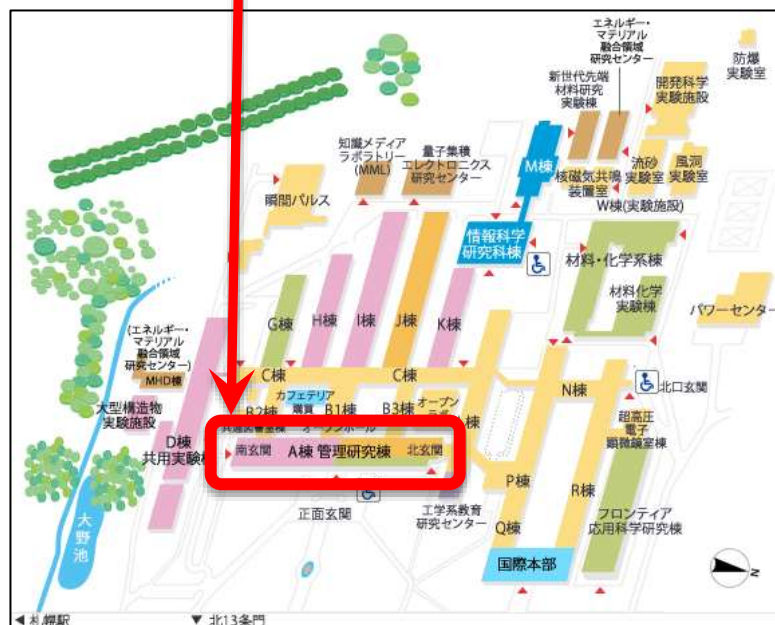 エネルギー・
マテリアル
融合領域
研究センター
防爆
実験室
新世代先端
材料研究
実験棟
開発科学
実験施設
知識メディア
ラボラトリー
(MML)
量子集積
エレクトロニクス
研究センター
M棟
核磁気共鳴
装置室
流砂
実験室
風洞
実験室
W棟(実験施設)
瞬間パルス
情報科学
研究科棟
材料・化学系棟
材料化学
実験棟
パワーセンター
G棟
H棟
I棟
J棟
K棟
(エネルギー・
マテリアル
融合領域
研究センター)
MHD棟
大型構造物
実験施設
C棟
C棟
カフェテリア
購買
B2棟
B1棟
B3棟
オープン
N棟
北口玄関
超高圧
電子
顕微鏡室棟
オープンホール
D棟
共用実験棟
南玄関
A棟 管理研究棟
北玄関
正面玄関
工学系教育
研究センター
P棟
Q棟
R棟
フロンティア
応用科学研究棟
国際本部
大野池
N
◀ 札幌駅
▼ 北13条門